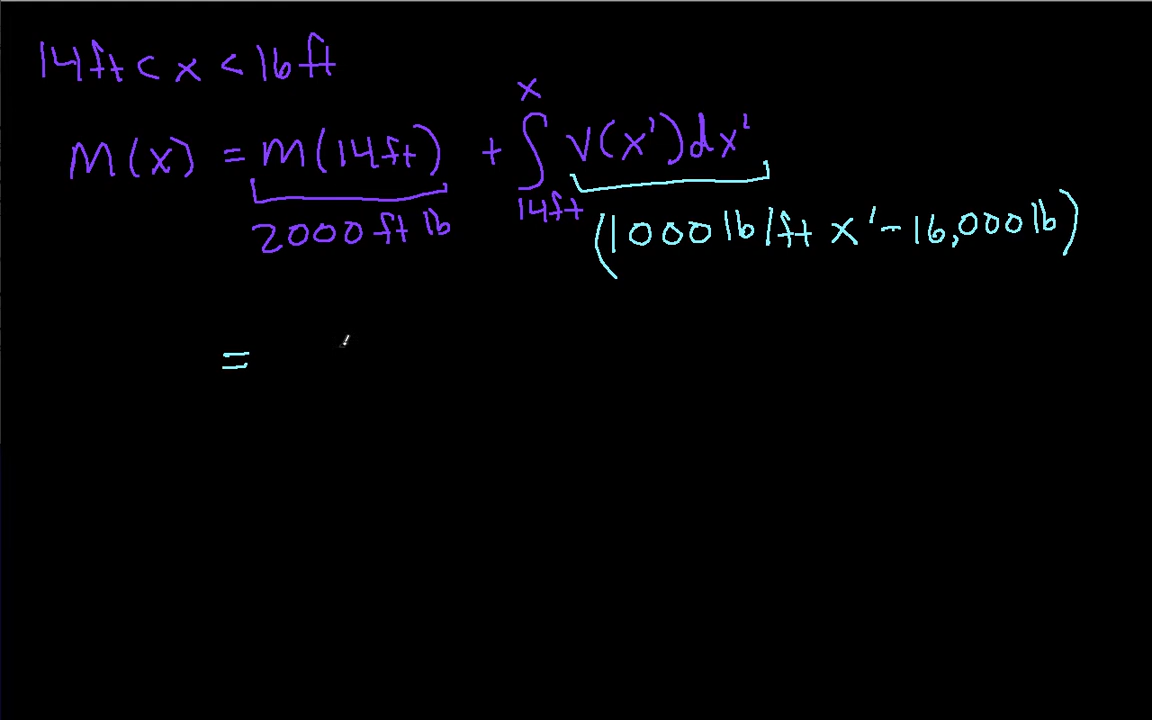 14ft < x < 16ft
M(x) = M(14ft) + ∫ x 14ft V(x')dx'
2000 ft lb
(1000 lb/ft x' - 16,000 lb)
=